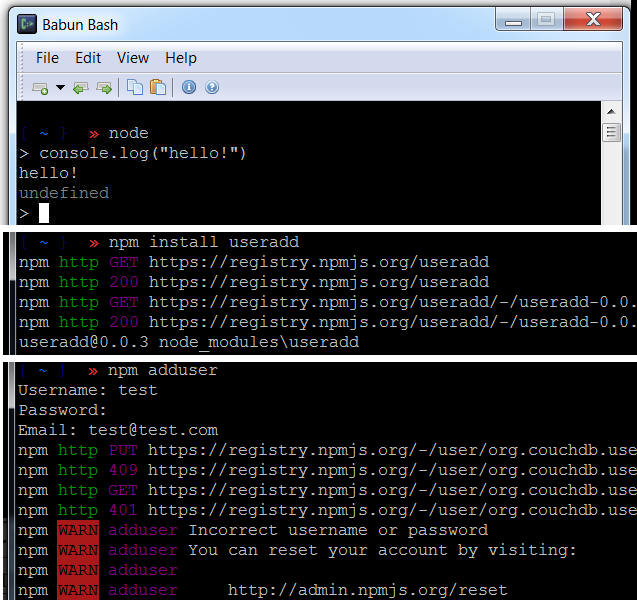 Babun Bash
File Edit View Help
{ ~ } » node
> console.log("hello!")
hello!
undefined
>
{ ~ } » npm install useradd
npm http GET https://registry.npmjs.org/useradd
npm http 200 https://registry.npmjs.org/useradd
npm http GET https://registry.npmjs.org/useradd/-/useradd-0.0.
npm http 200 https://registry.npmjs.org/useradd/-/useradd-0.0.
useradd@0.0.3 node_modules\useradd
{ ~ } » npm adduser
Username: test
Password:
Email: test@test.com
npm http PUT https://registry.npmjs.org/-/user/org.couchdb.use
npm http 409 https://registry.npmjs.org/-/user/org.couchdb.use
npm http GET https://registry.npmjs.org/-/user/org.couchdb.use
npm http 401 https://registry.npmjs.org/-/user/org.couchdb.use
npm WARN adduser Incorrect username or password
npm WARN adduser You can reset your account by visiting:
npm WARN adduser
npm WARN adduser http://admin.npmjs.org/reset